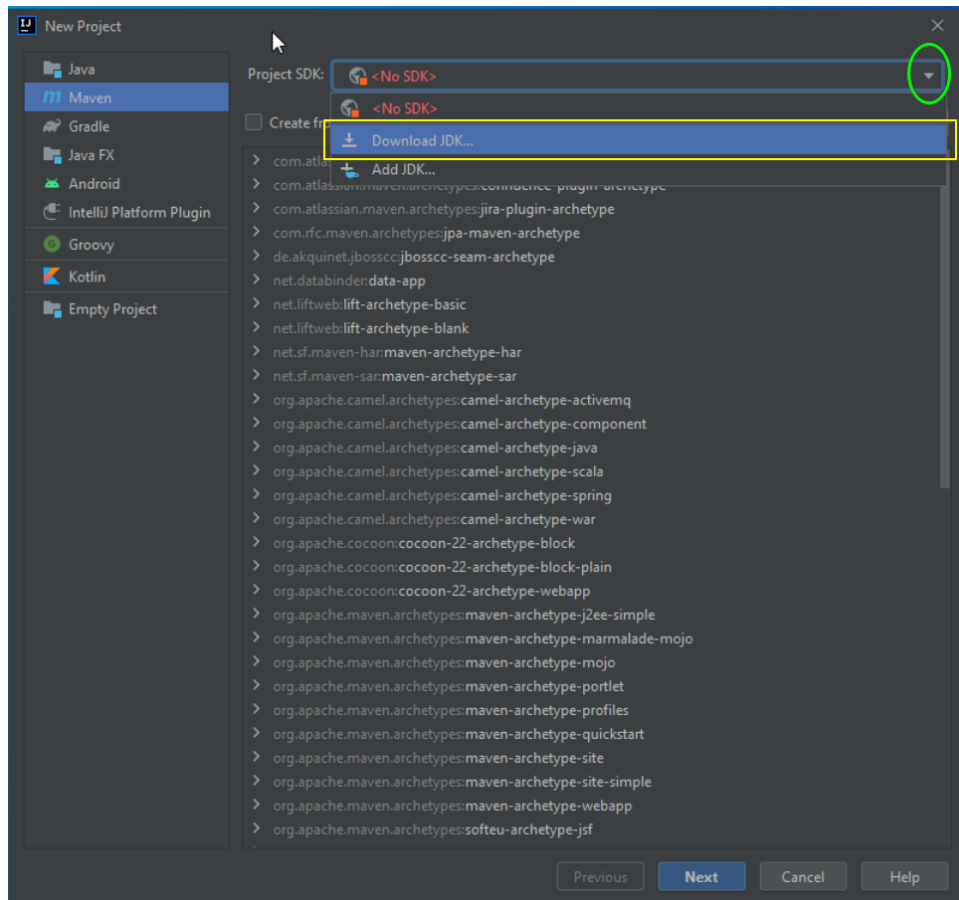 New Project
Java
Maven
Gradle
Java FX
Android
IntelliJ Platform Plugin
Groovy
Kotlin
Empty Project
Project SDK: <No SDK>
<No SDK>
Create fro
Download JDK...
Add JDK...
com.atla
com.atlassian.maven.archetypes:confluence-plugin-archetype
com.atlassian.maven.archetypes:jira-plugin-archetype
com.rfc.maven.archetypes:jpa-maven-archetype
de.akquinet.jbosscc:jbosscc-seam-archetype
net.databinder:data-app
net.liftweb:lift-archetype-basic
net.liftweb:lift-archetype-blank
net.sf.maven-har:maven-archetype-har
net.sf.maven-sar:maven-archetype-sar
org.apache.camel.archetypes:camel-archetype-activemq
org.apache.camel.archetypes:camel-archetype-component
org.apache.camel.archetypes:camel-archetype-java
org.apache.camel.archetypes:camel-archetype-scala
org.apache.camel.archetypes:camel-archetype-spring
org.apache.camel.archetypes:camel-archetype-war
org.apache.cocoon:cocoon-22-archetype-block
org.apache.cocoon:cocoon-22-archetype-block-plain
org.apache.cocoon:cocoon-22-archetype-webapp
org.apache.maven.archetypes:maven-archetype-j2ee-simple
org.apache.maven.archetypes:maven-archetype-marmalade-mojo
org.apache.maven.archetypes:maven-archetype-mojo
org.apache.maven.archetypes:maven-archetype-portlet
org.apache.maven.archetypes:maven-archetype-profiles
org.apache.maven.archetypes:maven-archetype-quickstart
org.apache.maven.archetypes:maven-archetype-site
org.apache.maven.archetypes:maven-archetype-site-simple
org.apache.maven.archetypes:maven-archetype-webapp
org.apache.maven.archetypes:softeu-archetype-jsf
Previous
Next
Cancel
Help